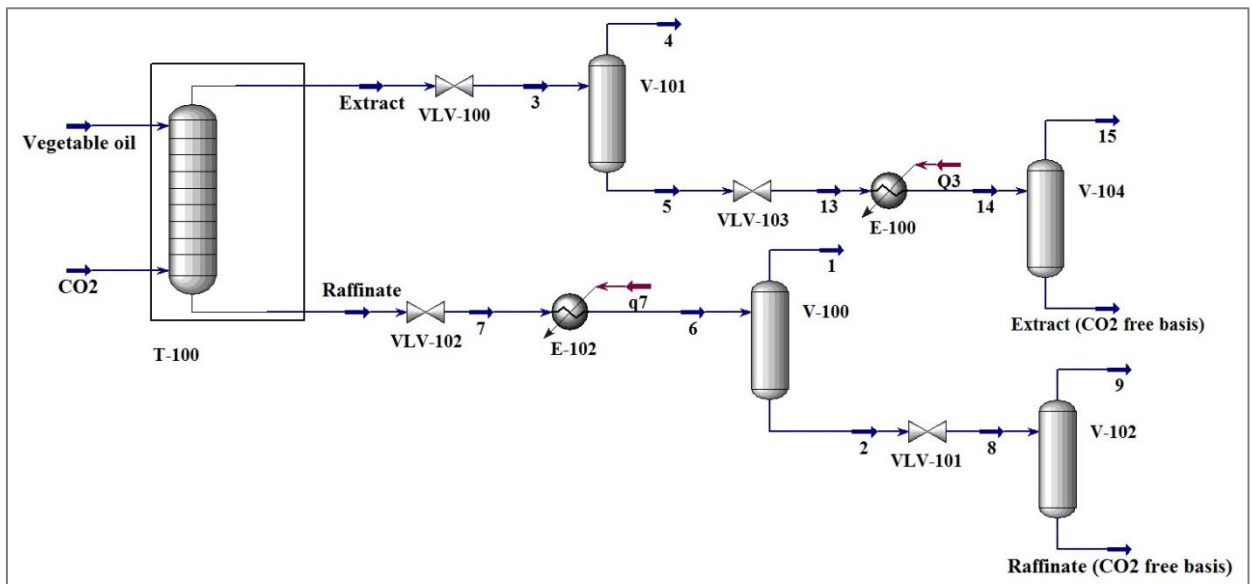 4
V-101
Extract
VLV-100
3
Vegetable oil
15
Q3
V-104
5
VLV-103
13
E-100
14
1
CO2
Raffinate
q7
V-100
VLV-102
7
E-102
6
Extract (CO2 free basis)
T-100
9
2
VLV-101
8
V-102
Raffinate (CO2 free basis)